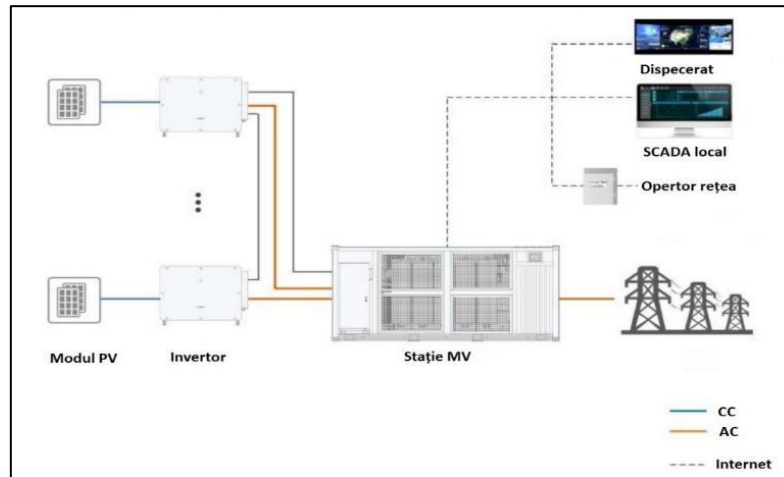 Dispecerat
SCADA local
Opertor rețea
Modul PV
Invertor
Stație MV
CC
AC
Internet